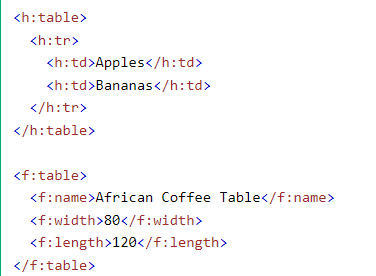 <h:table>
  <h:tr>
    <h:td>Apples</h:td>
    <h:td>Bananas</h:td>
  </h:tr>
</h:table>

<f:table>
  <f:name>African Coffee Table</f:name>
  <f:width>80</f:width>
  <f:length>120</f:length>
</f:table>